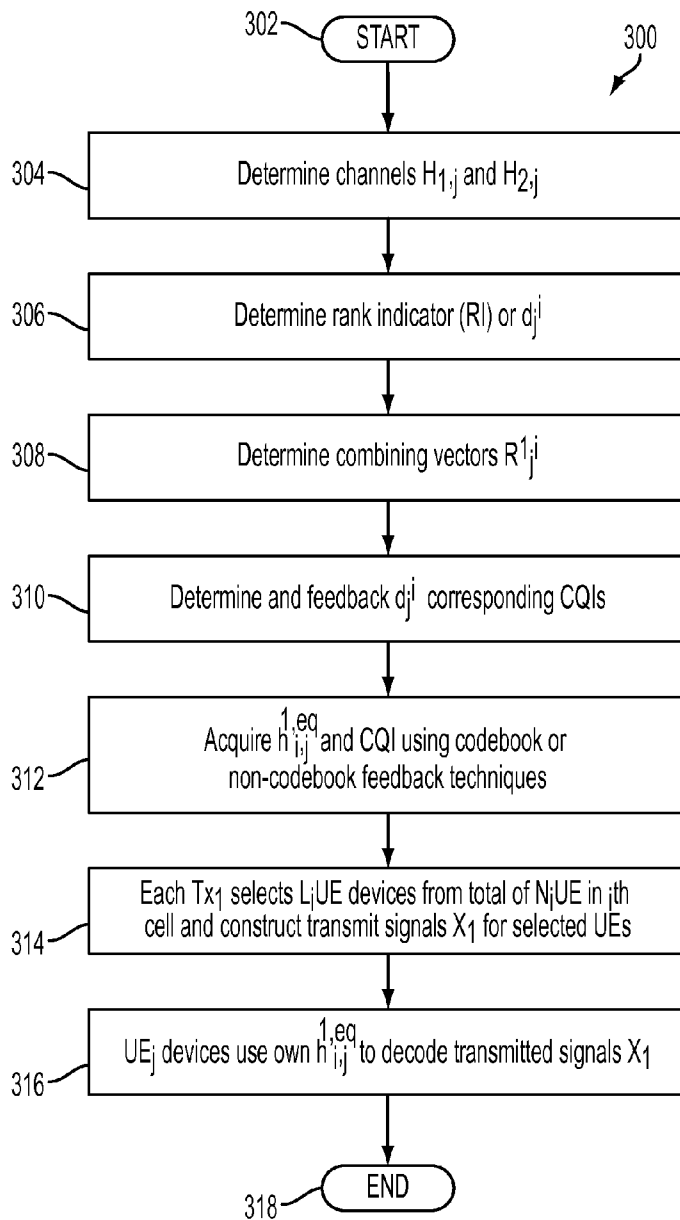 302
START
300
304
Determine channels H1,j and H2,j
306
Determine rank indicator (RI) or dji
308
Determine combining vectors R1ji
310
Determine and feedback dji corresponding CQIs
312
Acquire h1,eqi,j and CQI using codebook or
non-codebook feedback techniques
314
Each Tx1 selects LjUE devices from total of NjUE in jth
cell and construct transmit signals X1 for selected UEs
316
UEj devices use own h1,eqi,j to decode transmitted signals X1
318
END